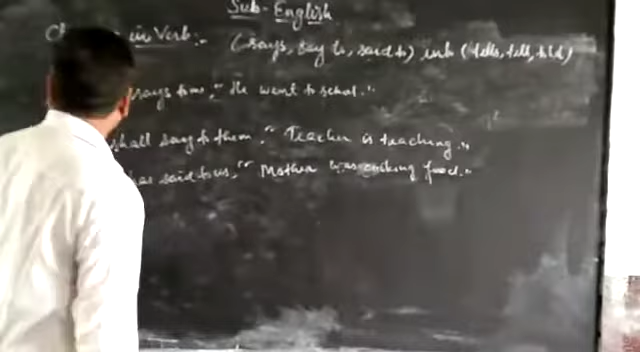 Sub - English
in Verb :- (says, say to, said to) into (tells, tell, told)
says to me, "He went to school."
shall say to them, "Teacher is teaching."
has said to us, "Mother was cooking food."